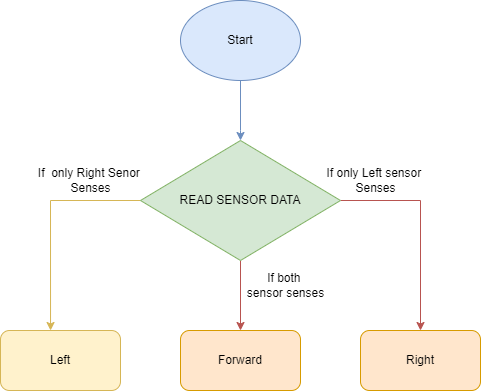 Start
If  only Right Senor
Senses
READ SENSOR DATA
If only Left sensor
Senses
If both
sensor senses
Left
Forward
Right